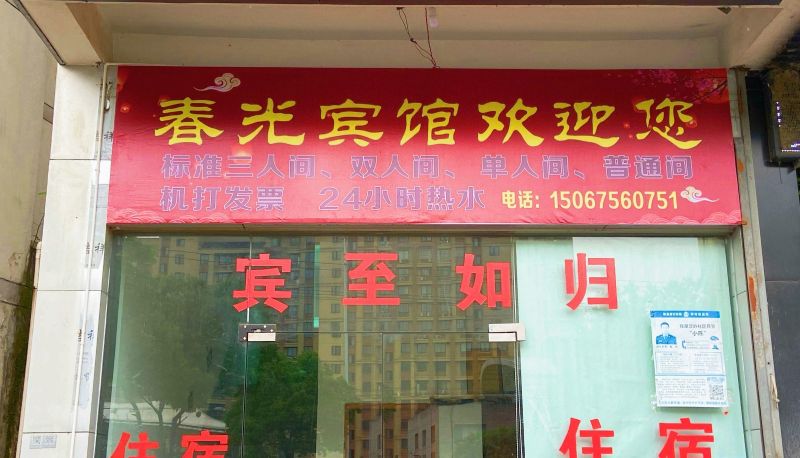 春光宾馆欢迎您
标准三人间、双人间、单人间、普通间
机打发票 24小时热水 电话: 15067560751
宾至如归
住宿 住宿
"小陈"